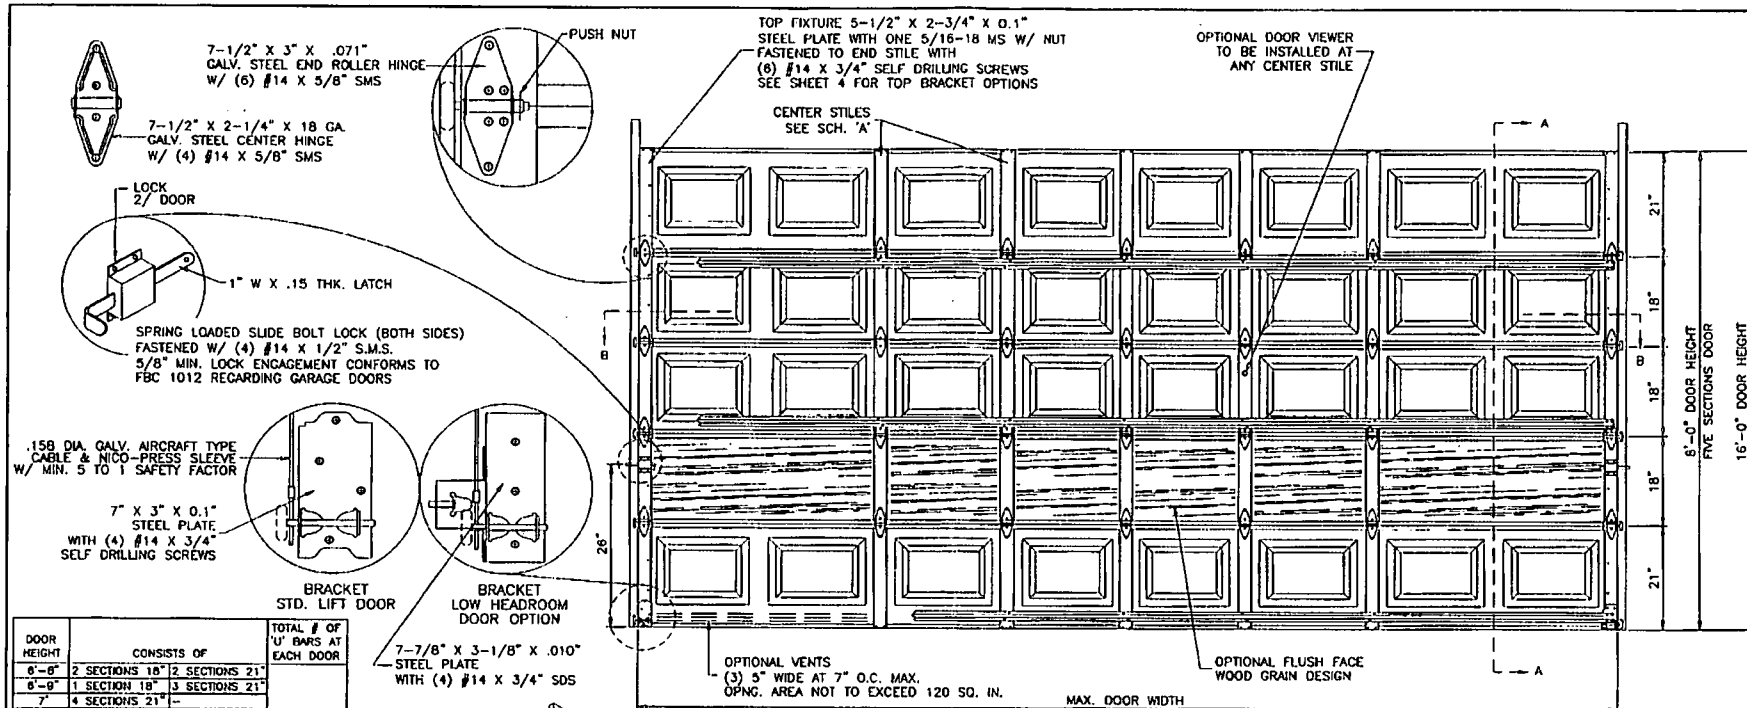 7-1/2" X 3" X .071"
GALV. STEEL END ROLLER HINGE
W/ (6) #14 X 5/8" SMS
PUSH NUT
TOP FIXTURE 5-1/2" X 2-3/4" X 0.1"
STEEL PLATE WITH ONE 5/16-18 MS W/ NUT
FASTENED TO END STILE WITH
(6) #14 X 3/4" SELF DRILLING SCREWS
SEE SHEET 4 FOR TOP BRACKET OPTIONS
OPTIONAL DOOR VIEWER
TO BE INSTALLED AT
ANY CENTER STILE
7-1/2" X 2-1/4" X 18 GA.
GALV. STEEL CENTER HINGE
W/ (4) #14 X 5/8" SMS
CENTER STILES
SEE SCH. 'A'
A
LOCK
2/ DOOR
1" W X .15 THK. LATCH
SPRING LOADED SLIDE BOLT LOCK (BOTH SIDES)
FASTENED W/ (4) #14 X 1/2" S.M.S.
5/8" MIN. LOCK ENGAGEMENT CONFORMS TO
FBC 1012 REGARDING GARAGE DOORS
B
B
21"
18"
18"
18"
21"
8'-0" DOOR HEIGHT
FIVE SECTIONS DOOR
16'-0" DOOR HEIGHT
.158 DIA. GALV. AIRCRAFT TYPE
CABLE & NICO-PRESS SLEEVE
W/ MIN. 5 TO 1 SAFETY FACTOR
7" X 3" X 0.1"
STEEL PLATE
WITH (4) #14 X 3/4"
SELF DRILLING SCREWS
BRACKET
STD. LIFT DOOR
BRACKET
LOW HEADROOM
DOOR OPTION
26"
7-7/8" X 3-1/8" X .010"
STEEL PLATE
WITH (4) #14 X 3/4" SDS
OPTIONAL VENTS
(3) 5" WIDE AT 7" O.C. MAX.
OPNG. AREA NOT TO EXCEED 120 SQ. IN.
OPTIONAL FLUSH FACE
WOOD GRAIN DESIGN
A
MAX. DOOR WIDTH
DOOR HEIGHT CONSISTS OF TOTAL # OF 'U' BARS AT EACH DOOR
6'-6" 2 SECTIONS 18" 2 SECTIONS 21"
6'-9" 1 SECTION 18" 3 SECTIONS 21"
7' 4 SECTIONS 21" -